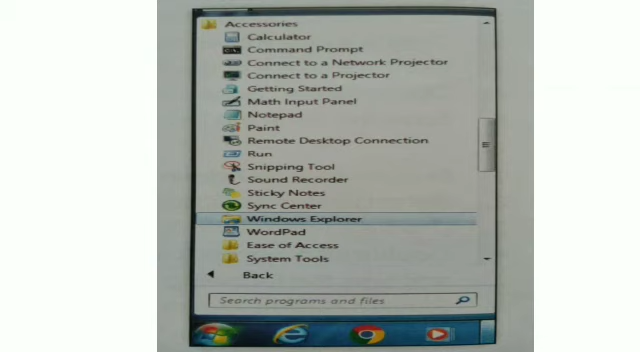 Accessories
Calculator
Command Prompt
Connect to a Network Projector
Connect to a Projector
Getting Started
Math Input Panel
Notepad
Paint
Remote Desktop Connection
Run
Snipping Tool
Sound Recorder
Sticky Notes
Sync Center
Windows Explorer
WordPad
Ease of Access
System Tools
Back
Search programs and files